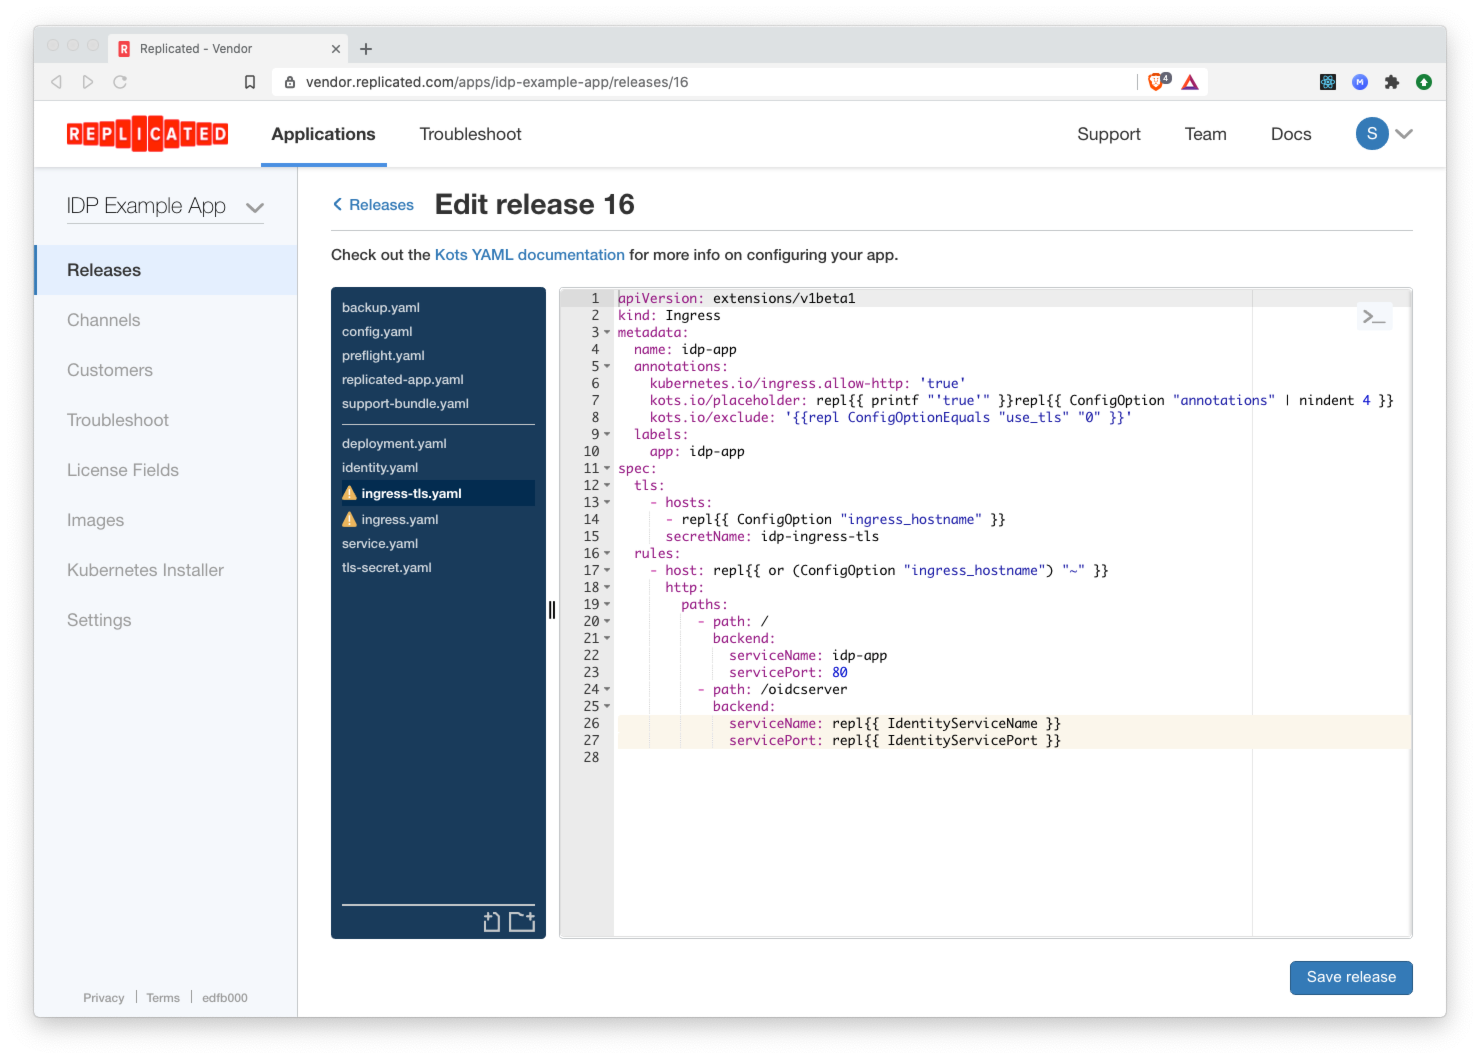 Replicated - Vendor
vendor.replicated.com/apps/idp-example-app/releases/16
4
M
REPLICATED
Applications
Troubleshoot
Support
Team
Docs
S
IDP Example App
Releases
Channels
Customers
Troubleshoot
License Fields
Images
Kubernetes Installer
Settings
Privacy
Terms
edfb000
Releases
Edit release 16
Check out the Kots YAML documentation for more info on configuring your app.
backup.yaml
config.yaml
preflight.yaml
replicated-app.yaml
support-bundle.yaml
deployment.yaml
identity.yaml
ingress-tls.yaml
ingress.yaml
service.yaml
tls-secret.yaml
1 apiVersion: extensions/v1beta1
2 kind: Ingress
3 metadata:
4 name: idp-app
5 annotations:
6 kubernetes.io/ingress.allow-http: 'true'
7 kots.io/placeholder: repl{{ printf "'true'" }}repl{{ ConfigOption "annotations" | nindent 4 }}
8 kots.io/exclude: '{{repl ConfigOptionEquals "use_tls" "0" }}'
9 labels:
10 app: idp-app
11 spec:
12 tls:
13 - hosts:
14 - repl{{ ConfigOption "ingress_hostname" }}
15 secretName: idp-ingress-tls
16 rules:
17 - host: repl{{ or (ConfigOption "ingress_hostname") "~" }}
18 http:
19 paths:
20 - path: /
21 backend:
22 serviceName: idp-app
23 servicePort: 80
24 - path: /oidcserver
25 backend:
26 serviceName: repl{{ IdentityServiceName }}
27 servicePort: repl{{ IdentityServicePort }}
28
Save release